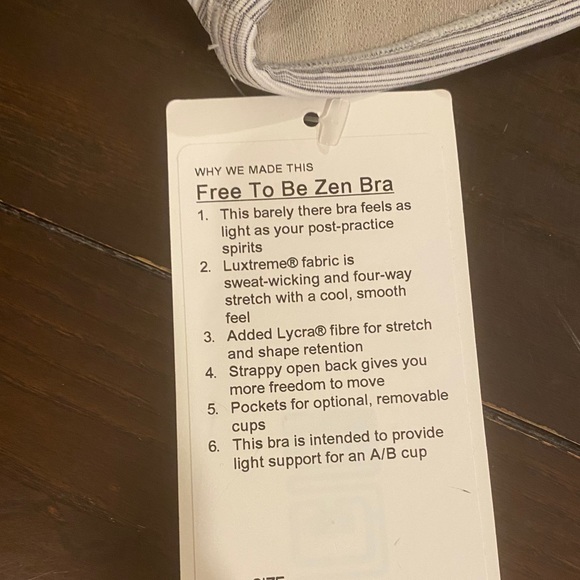 WHY WE MADE THIS
Free To Be Zen Bra
1. This barely there bra feels as
light as your post-practice
spirits
2. Luxtreme® fabric is
sweat-wicking and four-way
stretch with a cool, smooth
feel
3. Added Lycra® fibre for stretch
and shape retention
4. Strappy open back gives you
more freedom to move
5. Pockets for optional, removable
cups
6. This bra is intended to provide
light support for an A/B cup